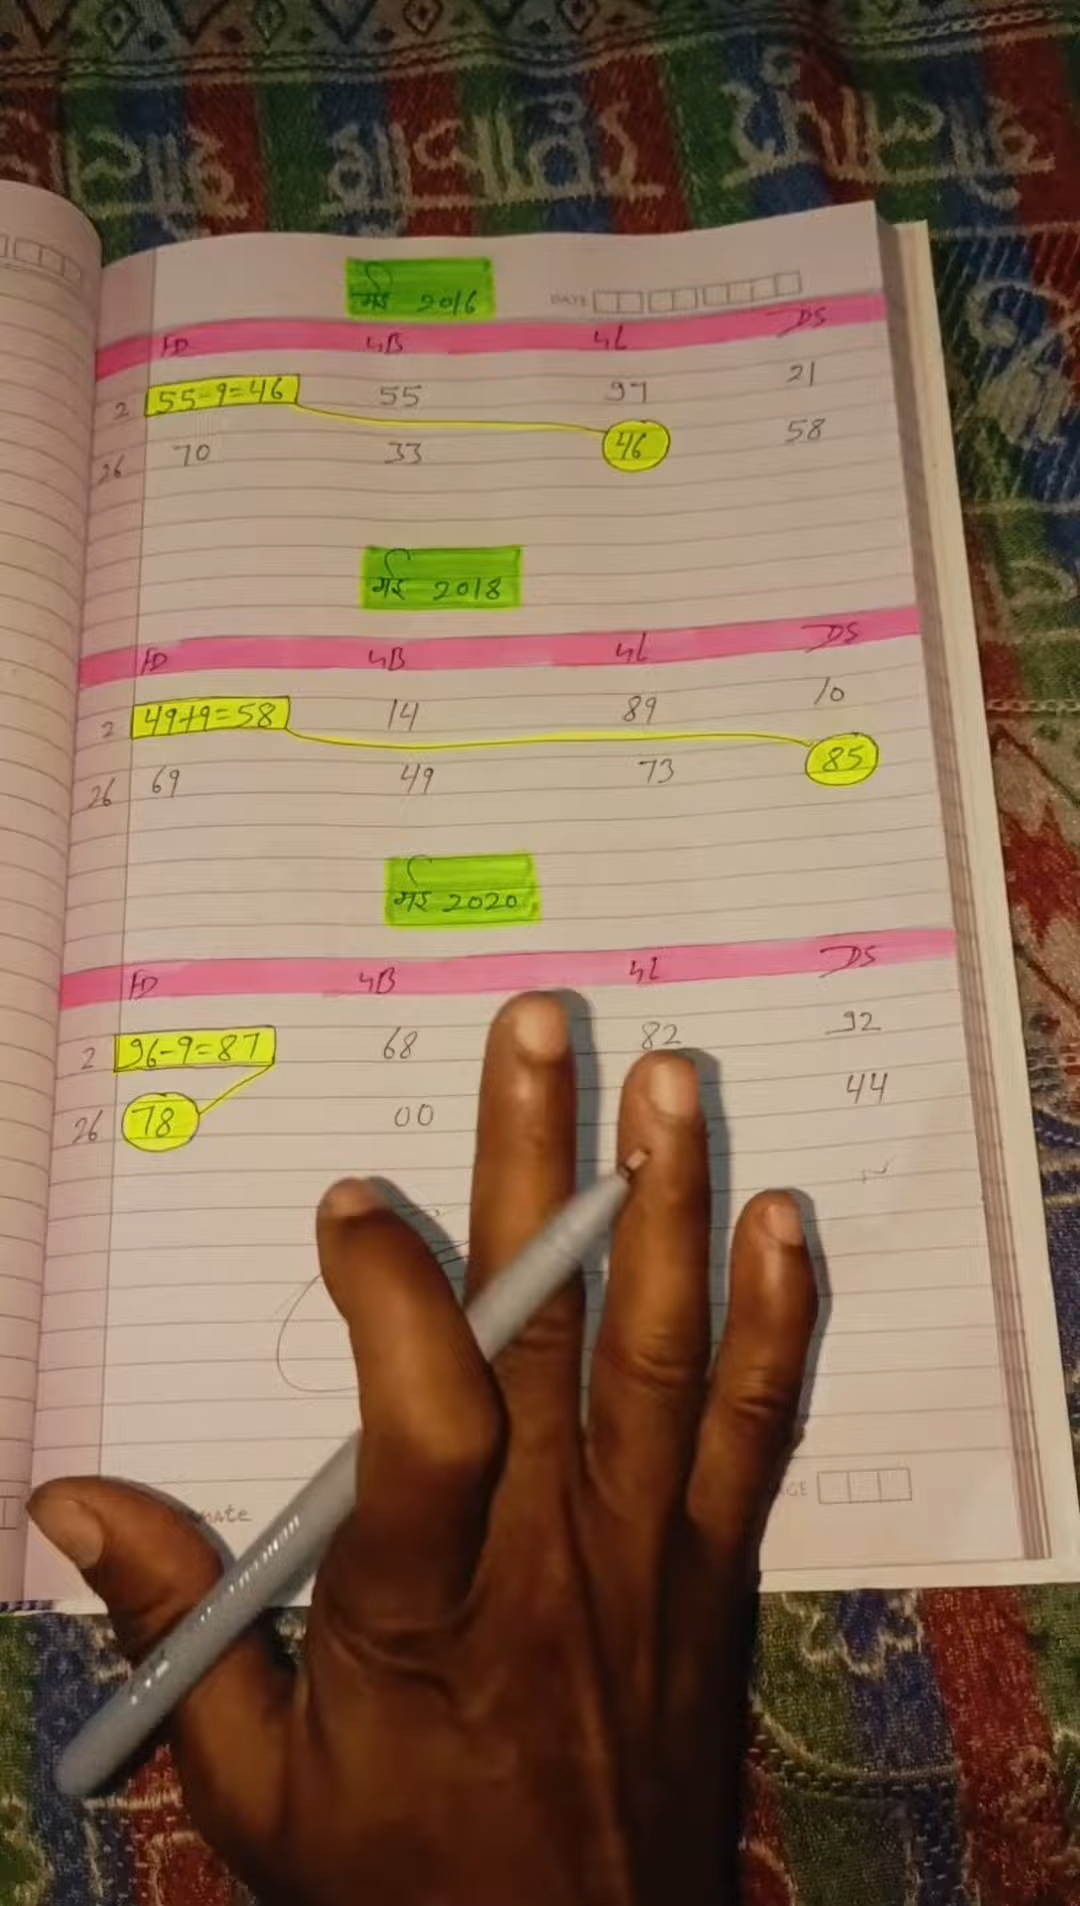 मई 2016
DATE
FD GB GL DS
2 55-9=46 55 97 21
26 70 33 46 58
मई 2018
FD GB GL DS
2 49+9=58 14 89 10
26 69 49 73 85
मई 2020
FD GB GL DS
2 96-9=87 68 82 92
26 78 00 44